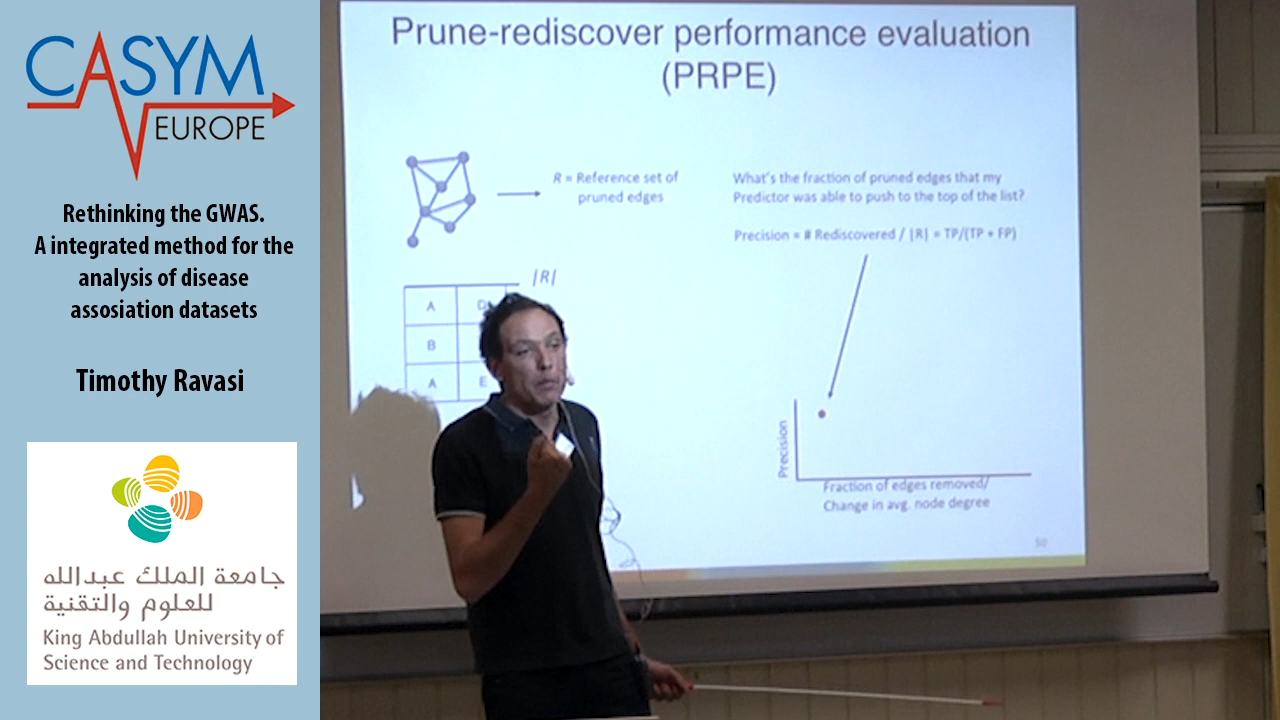 CASYM
EUROPE
Rethinking the GWAS.
A integrated method for the
analysis of disease
assosiation datasets
Timothy Ravasi
جامعة الملك عبدالله
للعلوم والتقنية
King Abdullah University of
Science and Technology
Prune-rediscover performance evaluation
(PRPE)
R = Reference set of
pruned edges
What's the fraction of pruned edges that my
Predictor was able to push to the top of the list?
Precision = # Rediscovered / |R| = TP/(TP + FP)
|R|
A D
B
A E
Precision
Fraction of edges removed/
Change in avg. node degree
50